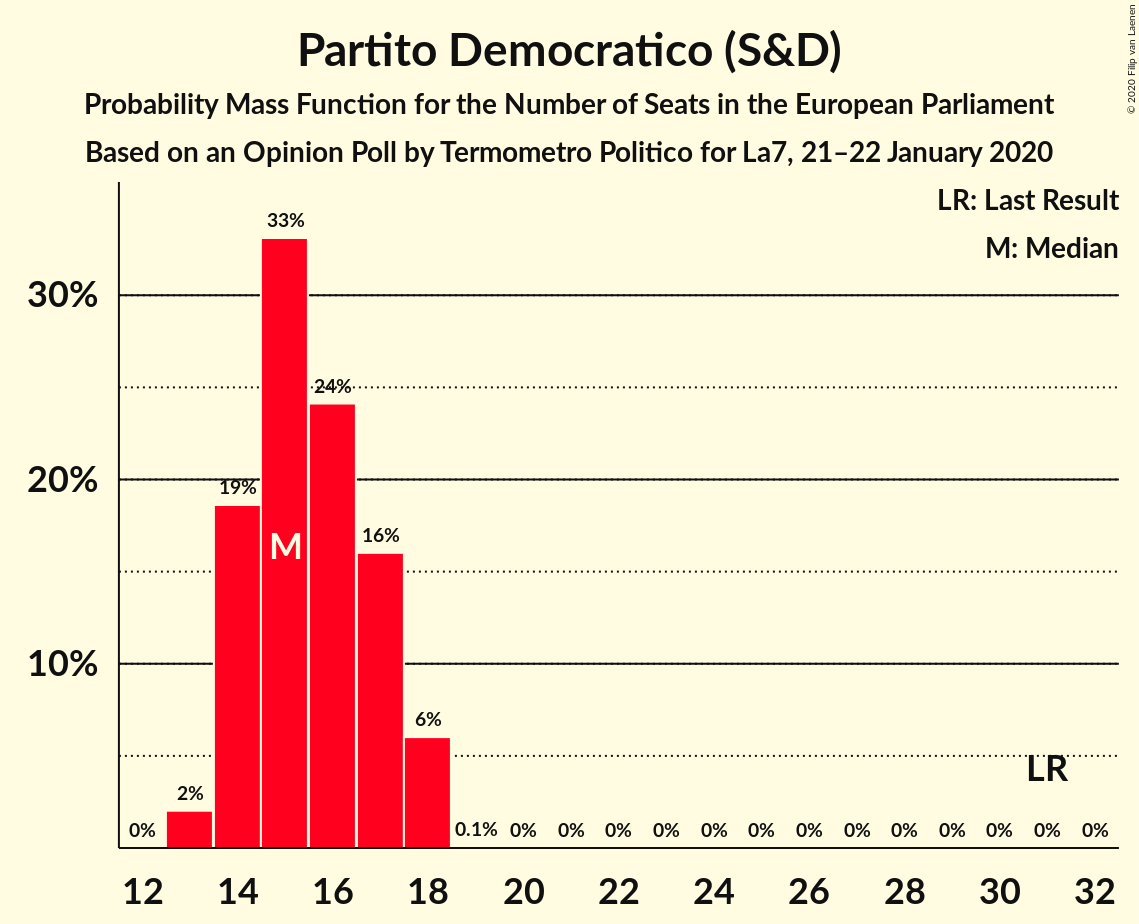 Partito Democratico (S&D)
Probability Mass Function for the Number of Seats in the European Parliament
Based on an Opinion Poll by Termometro Politico for La7, 21–22 January 2020
© 2020 Filip van Laenen
LR: Last Result
M: Median
33%
30%
24%
20%
19%
M
16%
10%
6%
LR
2%
0% 0.1% 0% 0% 0% 0% 0% 0% 0% 0% 0% 0% 0% 0% 0%
12 14 16 18 20 22 24 26 28 30 32